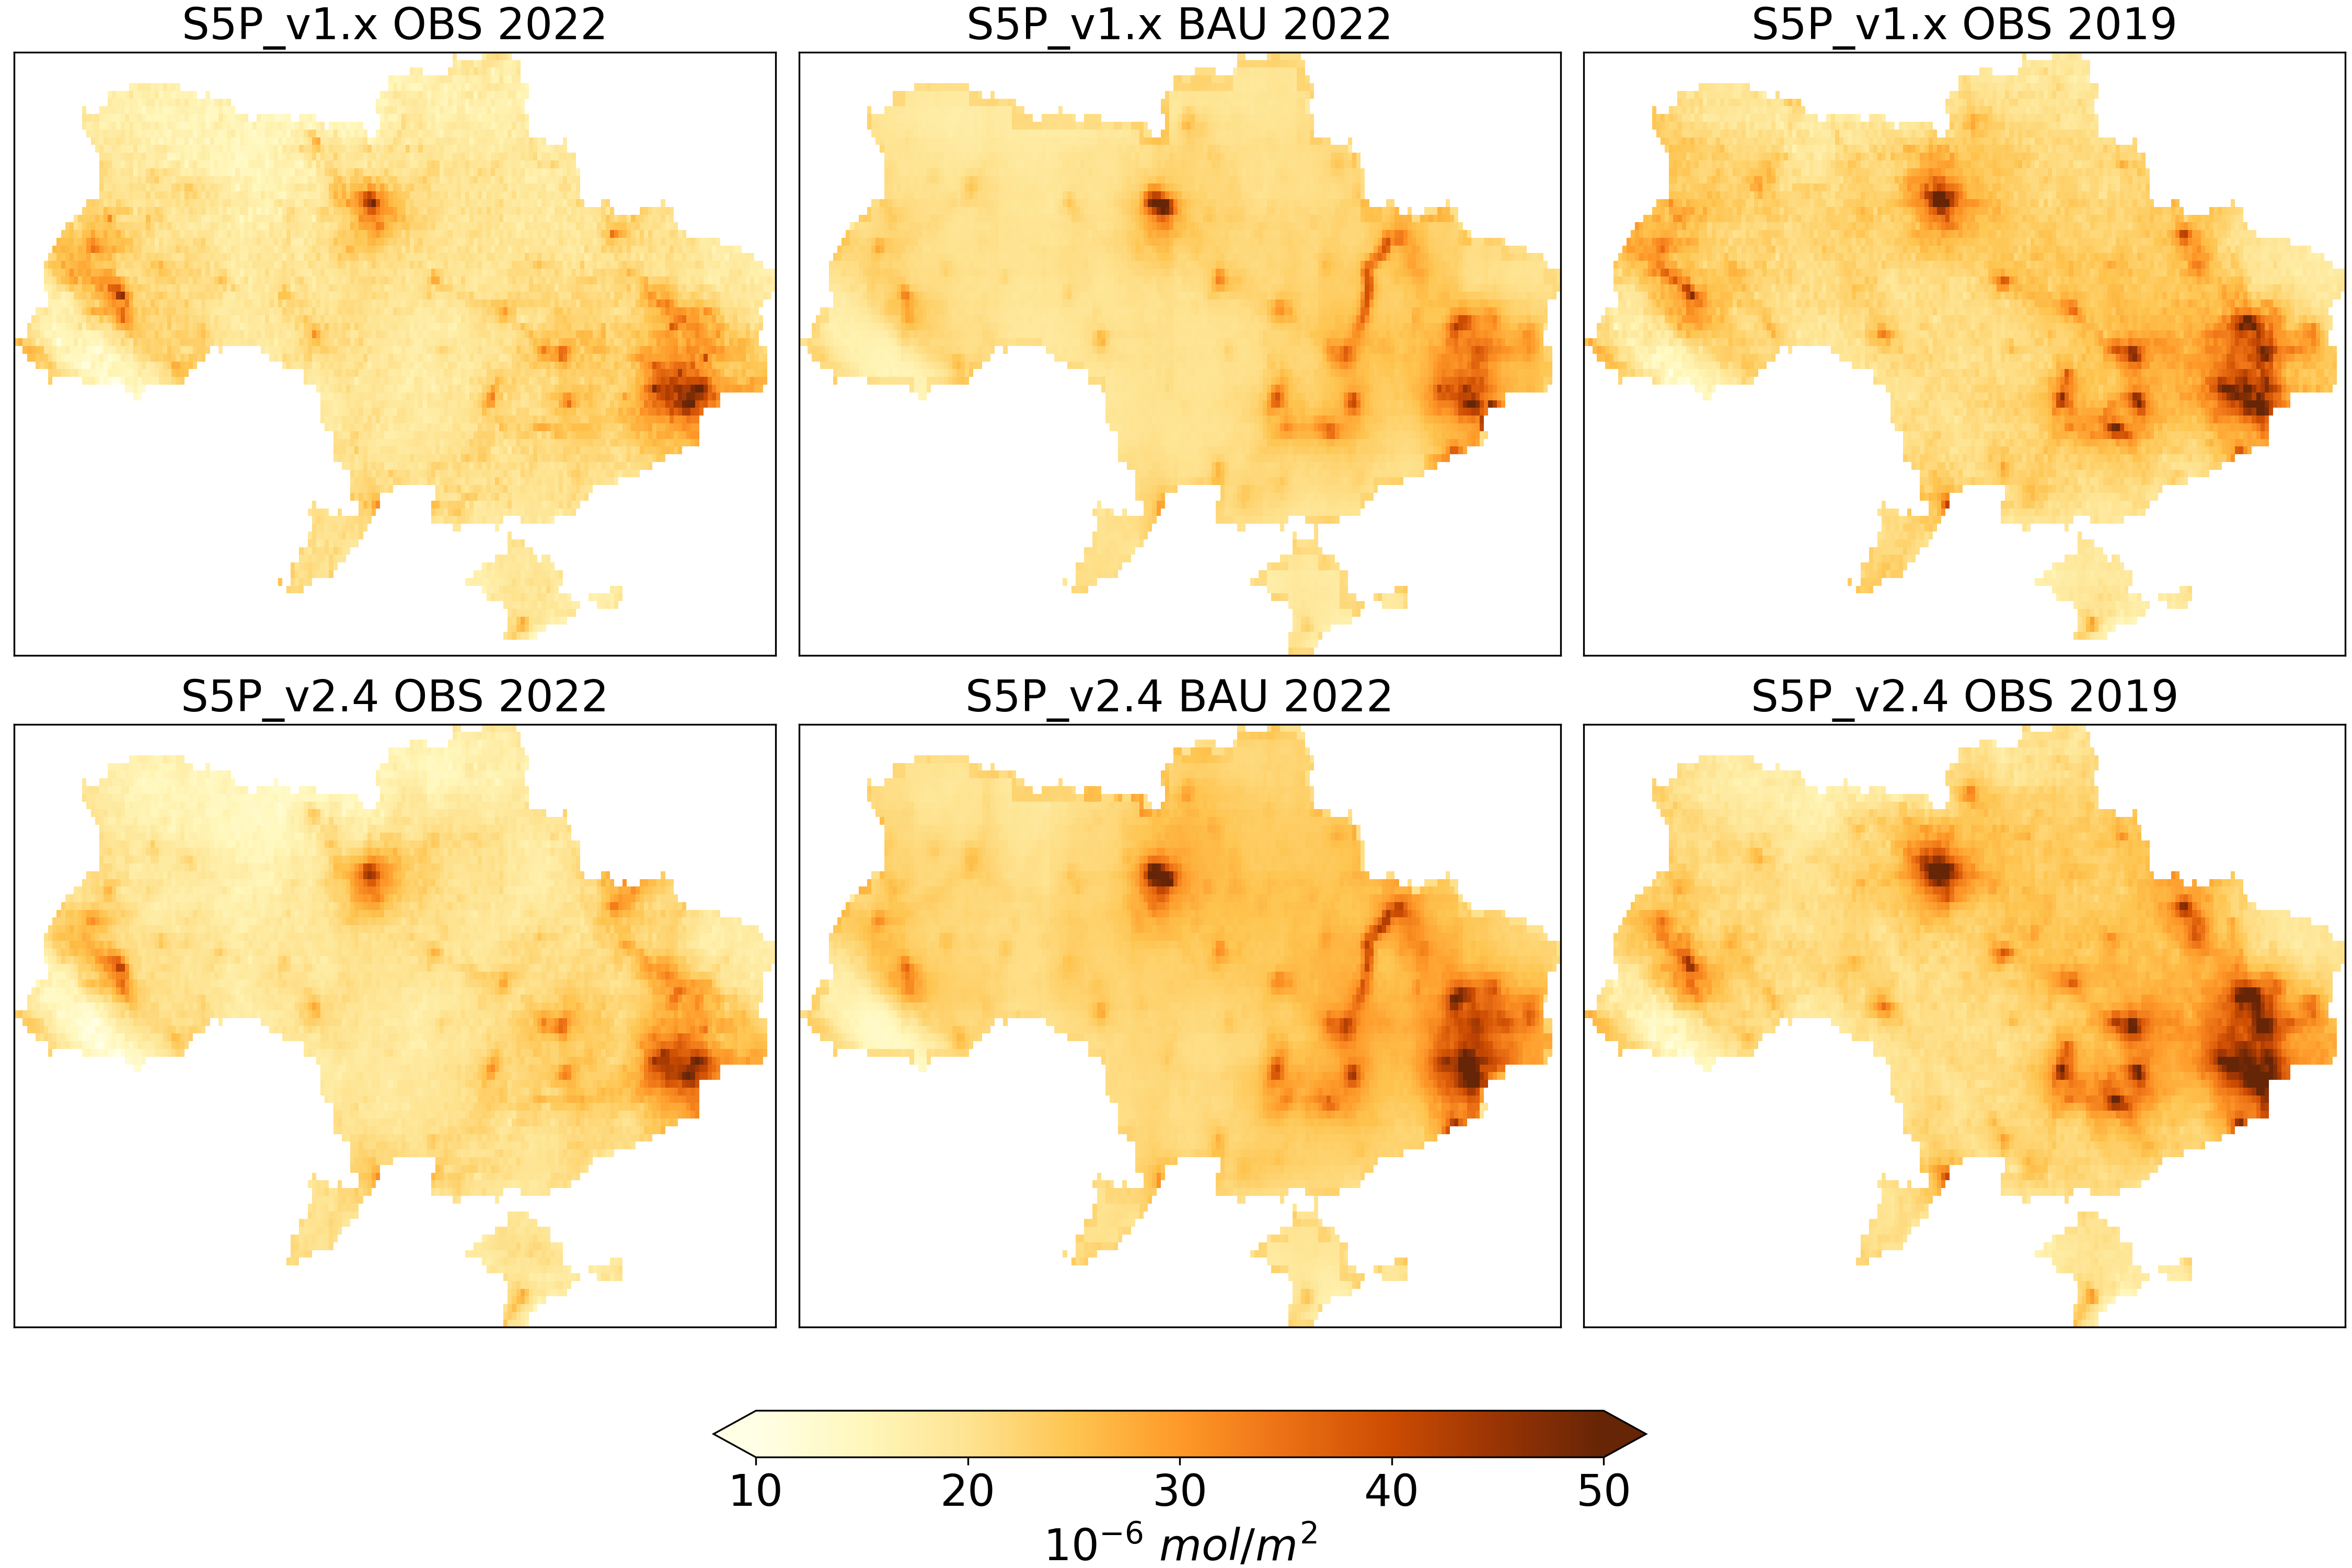 S5P_v1.x OBS 2022
S5P_v1.x BAU 2022
S5P_v1.x OBS 2019
S5P_v2.4 OBS 2022
S5P_v2.4 BAU 2022
S5P_v2.4 OBS 2019
10 20 30 40 50
10⁻⁶ mol/m²